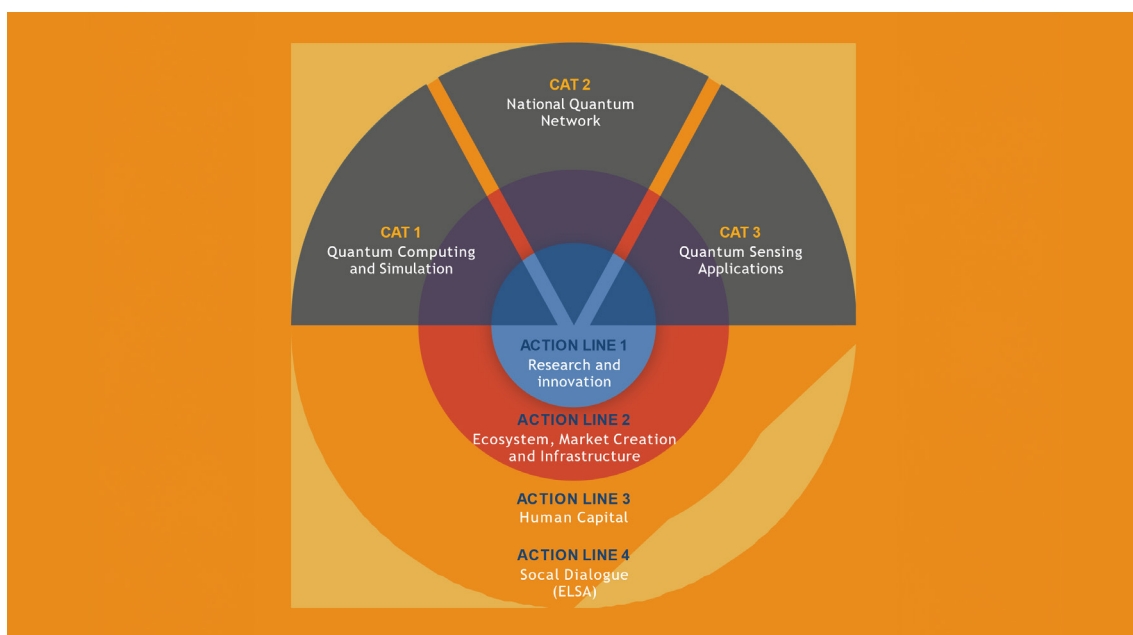 CAT 2
National Quantum
Network
CAT 1
Quantum Computing
and Simulation
CAT 3
Quantum Sensing
Applications
ACTION LINE 1
Research and
innovation
ACTION LINE 2
Ecosystem, Market Creation
and Infrastructure
ACTION LINE 3
Human Capital
ACTION LINE 4
Socal Dialogue
(ELSA)